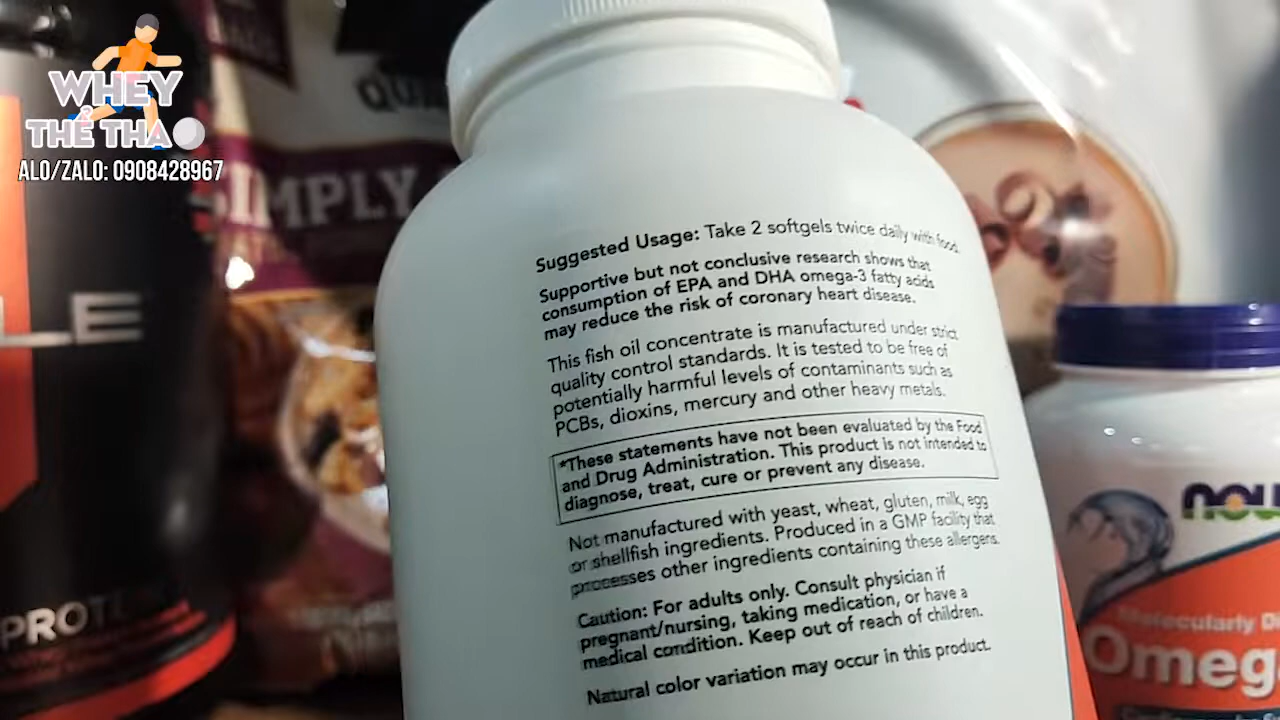 WHEY
&
THỂ THAO
ALO/ZALO: 0908428967
SIMPLY
LE
PROTE
Suggested Usage: Take 2 softgels twice daily with food.
Supportive but not conclusive research shows that
consumption of EPA and DHA omega-3 fatty acids
may reduce the risk of coronary heart disease.
This fish oil concentrate is manufactured under strict
quality control standards. It is tested to be free of
potentially harmful levels of contaminants such as
PCBs, dioxins, mercury and other heavy metals.
*These statements have not been evaluated by the Food
and Drug Administration. This product is not intended to
diagnose, treat, cure or prevent any disease.
Not manufactured with yeast, wheat, gluten, milk, egg
or shellfish ingredients. Produced in a GMP facility that
processes other ingredients containing these allergens.
Caution: For adults only. Consult physician if
pregnant/nursing, taking medication, or have a
medical condition. Keep out of reach of children.
Natural color variation may occur in this product.
now
Molecularly Di
Omeg